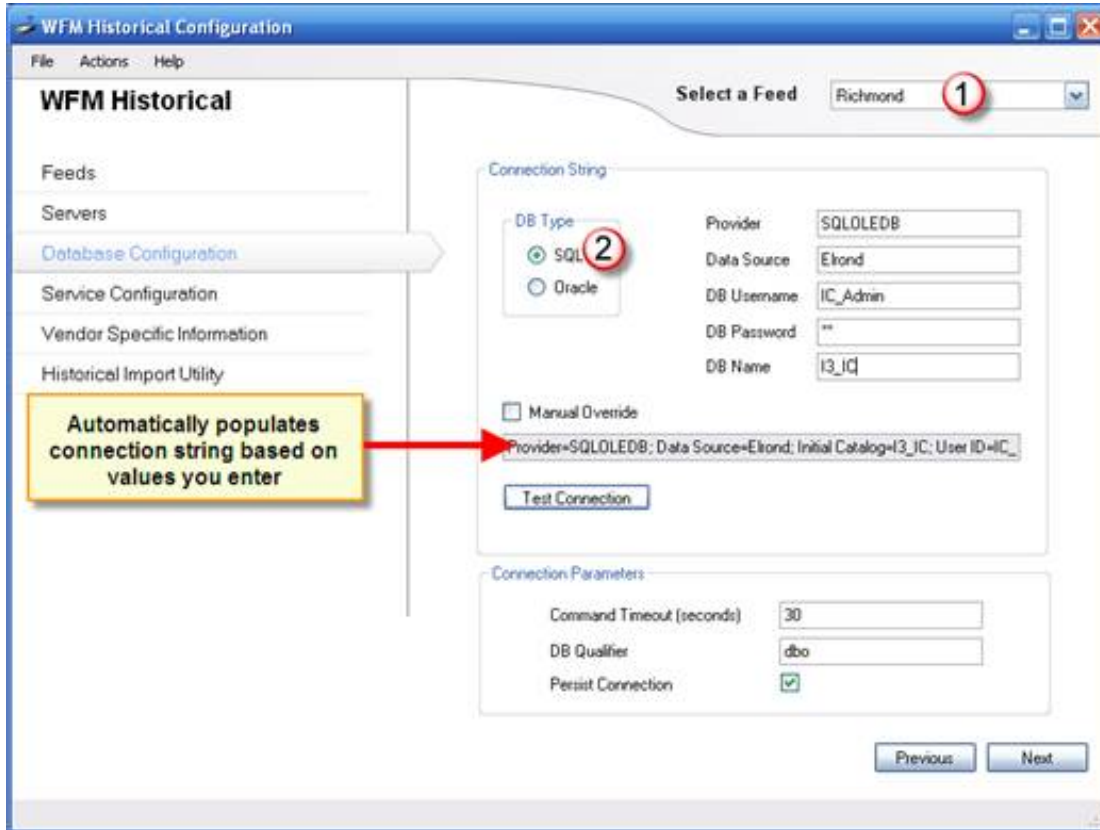 WFM Historical Configuration
File Actions Help
WFM Historical
Select a Feed Richmond 1
Feeds
Servers
Database Configuration
Service Configuration
Vendor Specific Information
Historical Import Utility
Automatically populates
connection string based on
values you enter
Connection String
DB Type
SQL 2
Oracle
Provider SQLOLEDB
Data Source Elrond
DB Username IC_Admin
DB Password **
DB Name I3_IC
Manual Override
Provider=SQLOLEDB; Data Source=Elrond; Initial Catalog=I3_IC; User ID=IC_
Test Connection
Connection Parameters
Command Timeout (seconds) 30
DB Qualifier dbo
Persist Connection
Previous Next